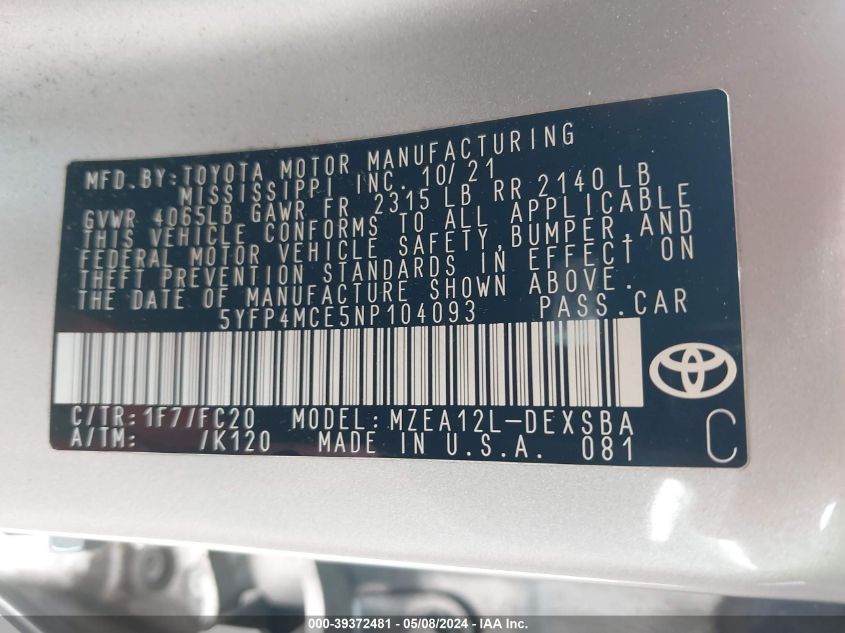 MFD. BY: TOYOTA MOTOR MANUFACTURING
MISSISSIPPI INC. 10/21
GVWR 4065LB GAWR FR 2315 LB RR 2140 LB
THIS VEHICLE CONFORMS TO ALL APPLICABLE
FEDERAL MOTOR VEHICLE SAFETY, BUMPER, AND
THEFT PREVENTION STANDARDS IN EFFECT ON
THE DATE OF MANUFACTURE SHOWN ABOVE.
5YFP4MCE5NP104093 PASS. CAR
C/TR: 1F7/FC20 MODEL: MZEA12L-DEXSBA
A/TM: /K120 MADE IN U.S.A. 081 C
000-39372481 - 05/08/2024 - IAA Inc.